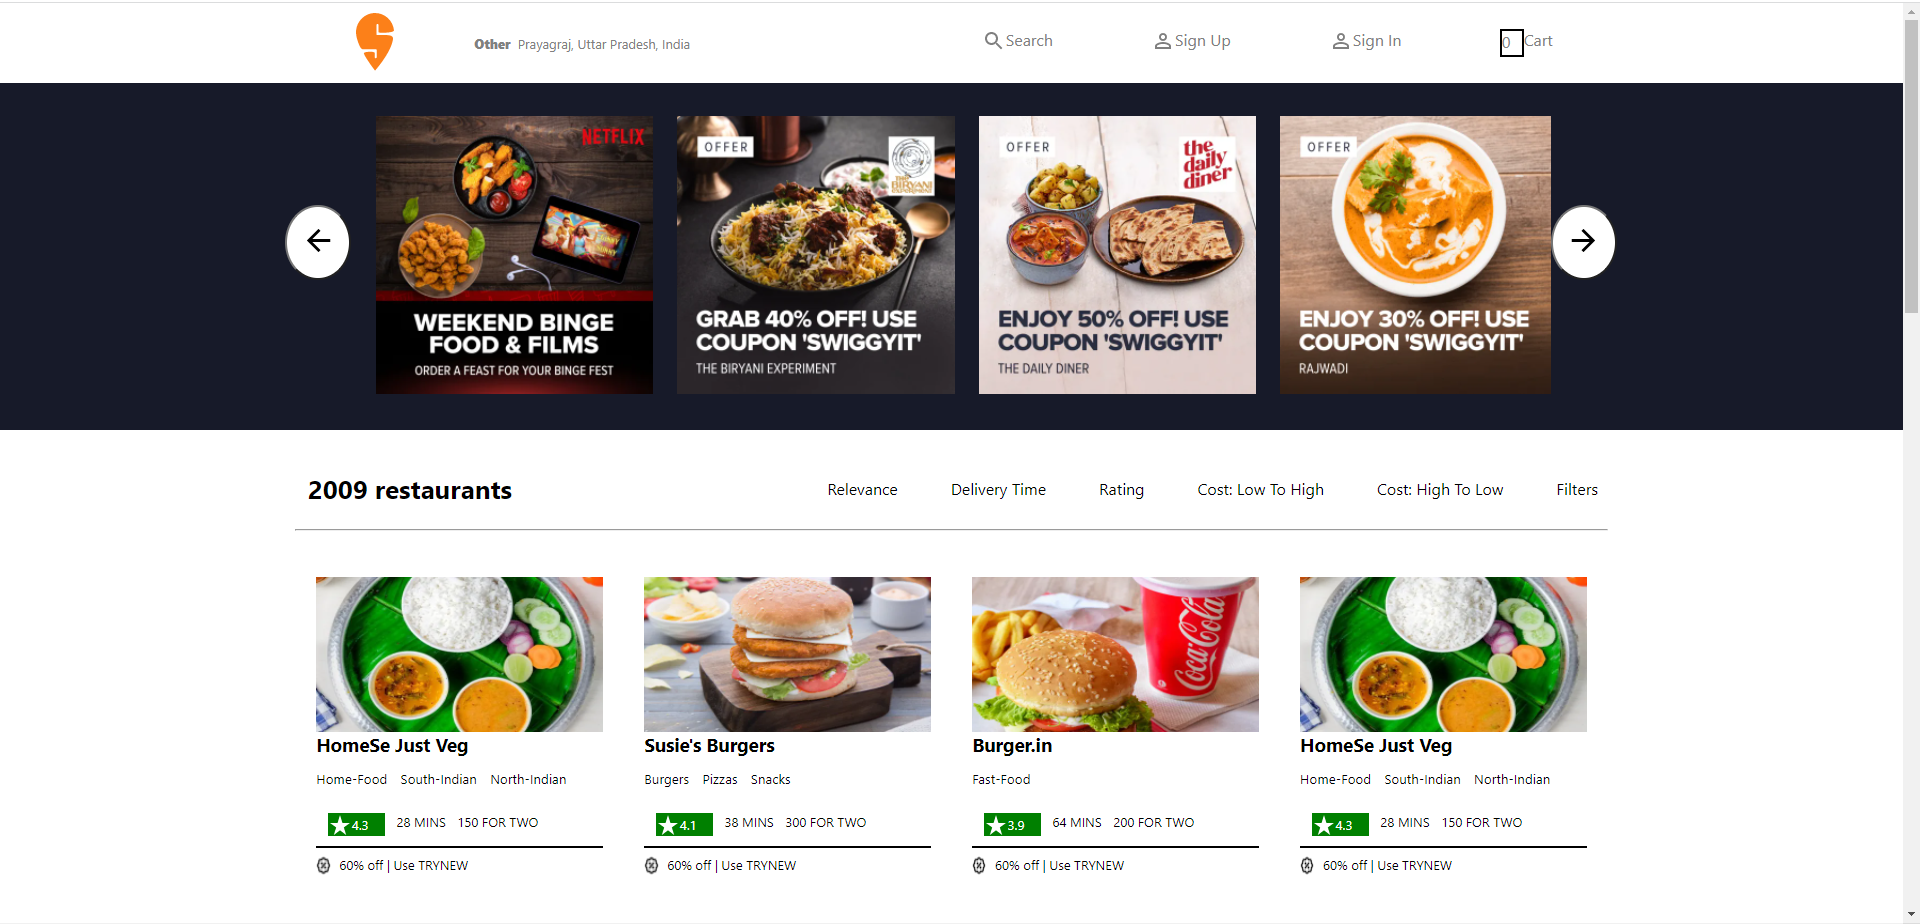 Other Prayagraj, Uttar Pradesh, India
Search
Sign Up
Sign In
0 Cart
NETFLIX
WEEKEND BINGE
FOOD & FILMS
ORDER A FEAST FOR YOUR BINGE FEST
OFFER
THE
BIRYANI
EXPERIMENT
GRAB 40% OFF! USE
COUPON 'SWIGGYIT'
THE BIRYANI EXPERIMENT
OFFER
the
daily
diner
ENJOY 50% OFF! USE
COUPON 'SWIGGYIT'
THE DAILY DINER
OFFER
ENJOY 30% OFF! USE
COUPON 'SWIGGYIT'
RAJWADI
2009 restaurants
Relevance
Delivery Time
Rating
Cost: Low To High
Cost: High To Low
Filters
HomeSe Just Veg
Home-Food South-Indian North-Indian
4.3 28 MINS 150 FOR TWO
60% off | Use TRYNEW
Susie's Burgers
Burgers Pizzas Snacks
4.1 38 MINS 300 FOR TWO
60% off | Use TRYNEW
Coca-Cola
Burger.in
Fast-Food
3.9 64 MINS 200 FOR TWO
60% off | Use TRYNEW
HomeSe Just Veg
Home-Food South-Indian North-Indian
4.3 28 MINS 150 FOR TWO
60% off | Use TRYNEW